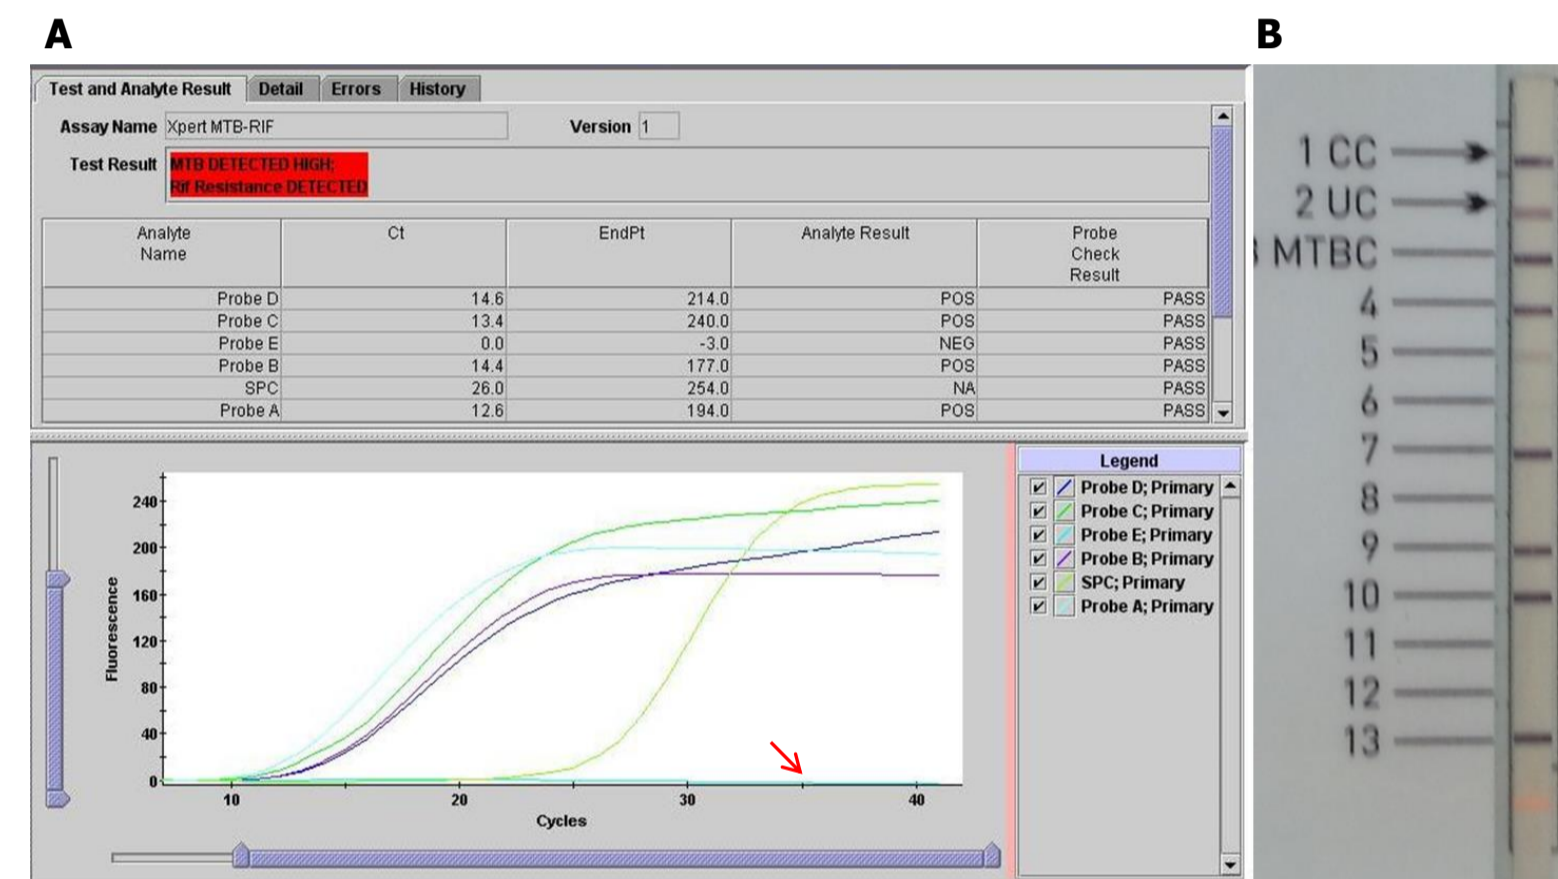 A
B
Test and Analyte Result Detail Errors History
Assay Name Xpert MTB-RIF Version 1
Test Result MTB DETECTED HIGH;
Rif Resistance DETECTED
Analyte Name Ct EndPt Analyte Result Probe Check Result
Probe D 14.6 214.0 POS PASS
Probe C 13.4 240.0 POS PASS
Probe E 0.0 -3.0 NEG PASS
Probe B 14.4 177.0 POS PASS
SPC 26.0 254.0 NA PASS
Probe A 12.6 194.0 POS PASS
240
200
160
120
80
40
0
Fluorescence
10 20 30 40
Cycles
Legend
Probe D; Primary
Probe C; Primary
Probe E; Primary
Probe B; Primary
SPC; Primary
Probe A; Primary
1 CC
2 UC
MTBC
4
5
6
7
8
9
10
11
12
13